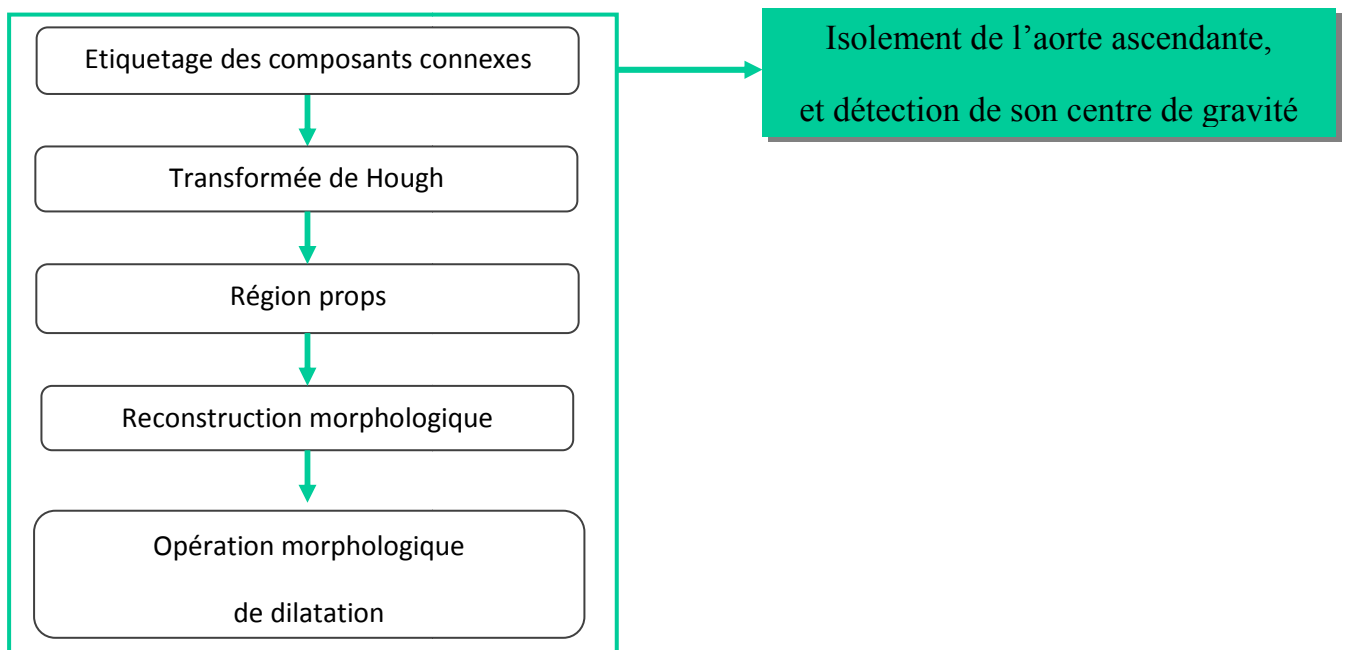 Etiquetage des composants connexes
Transformée de Hough
Région props
Reconstruction morphologique
Opération morphologique
de dilatation
Isolement de l’aorte ascendante,
et détection de son centre de gravité